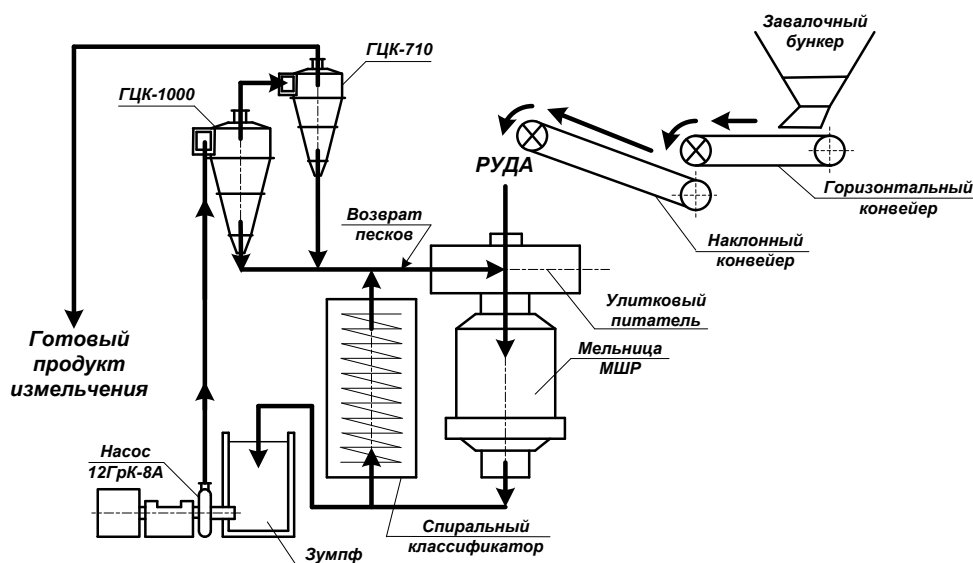 Завалочный
бункер
ГЦК-710
ГЦК-1000
РУДА
Горизонтальный
конвейер
Возврат
песков
Наклонный
конвейер
Улитковый
питатель
Готовый
продукт
измельчения
Мельница
МШР
Насос
12ГрК-8А
Спиральный
классификатор
Зумпф